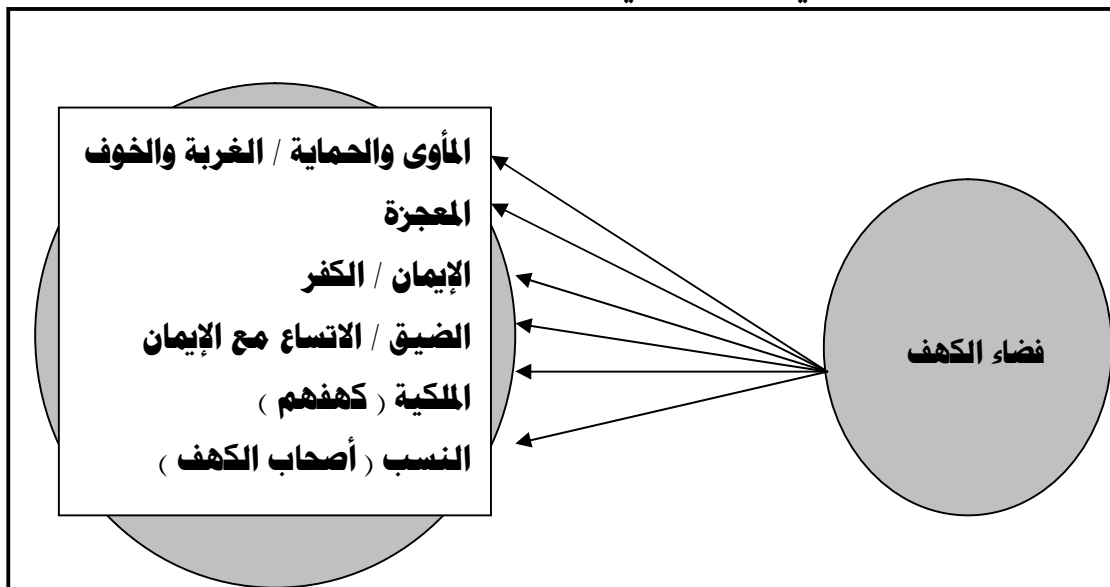 المأوى والحماية / الغربة والخوف
المعجزة
الإيمان / الكفر
الضيق / الاتساع مع الإيمان
الملكية ( كهفهم )
النسب ( أصحاب الكهف )
فضاء الكهف